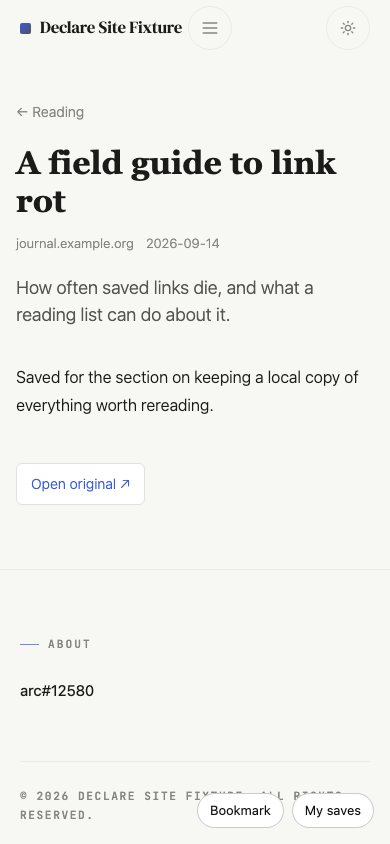 Declare Site Fixture
← Reading
A field guide to link
rot
journal.example.org 2026-09-14
How often saved links die, and what a
reading list can do about it.
Saved for the section on keeping a local copy of
everything worth rereading.
Open original ↗
ABOUT
arc#12580
© 2026 DECLARE SITE FIXTURE. ALL RIGHTS
RESERVED.
Bookmark
My saves